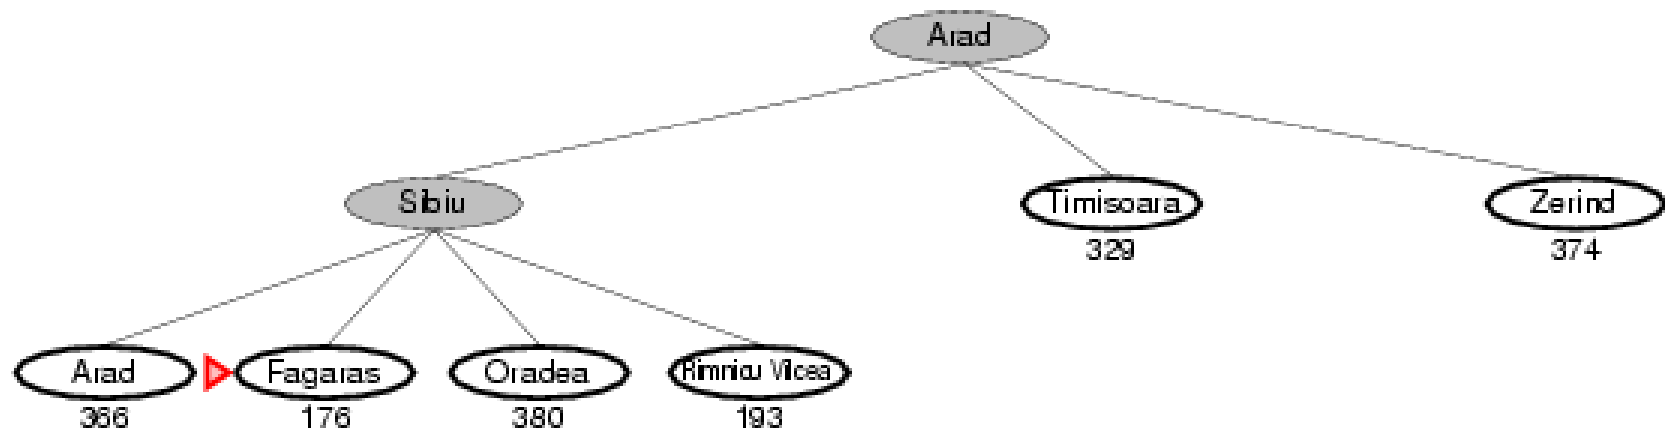 Arad
Sibiu
Timisoara
Zerind
329
374
Arad
Fagaras
Oradea
Rimnicu Vilcea
366
176
380
193